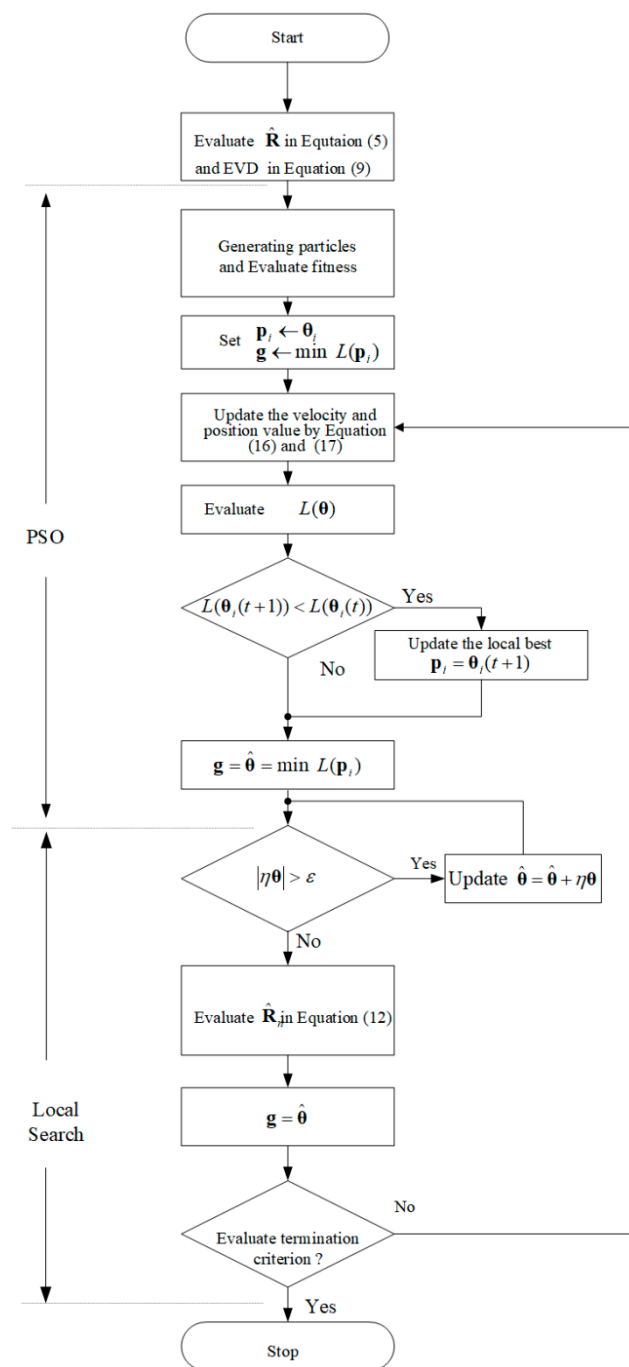 Start
Evaluate R̂ in Equtaion (5)
and EVD in Equation (9)
Generating particles
and Evaluate fitness
Set p_i ← θ_i
g ← min L(p_i)
Update the velocity and
position value by Equation
(16) and (17)
Evaluate L(θ)
PSO
L(θ_i(t+1)) < L(θ_i(t))
Yes
Update the local best
p_i = θ_i(t+1)
No
g = θ̂ = min L(p_i)
|ηθ| > ε
Yes
Update θ̂ = θ̂ + ηθ
No
Evaluate R̂_n in Equation (12)
Local
Search
g = θ̂
Evaluate termination
criterion ?
No
Yes
Stop